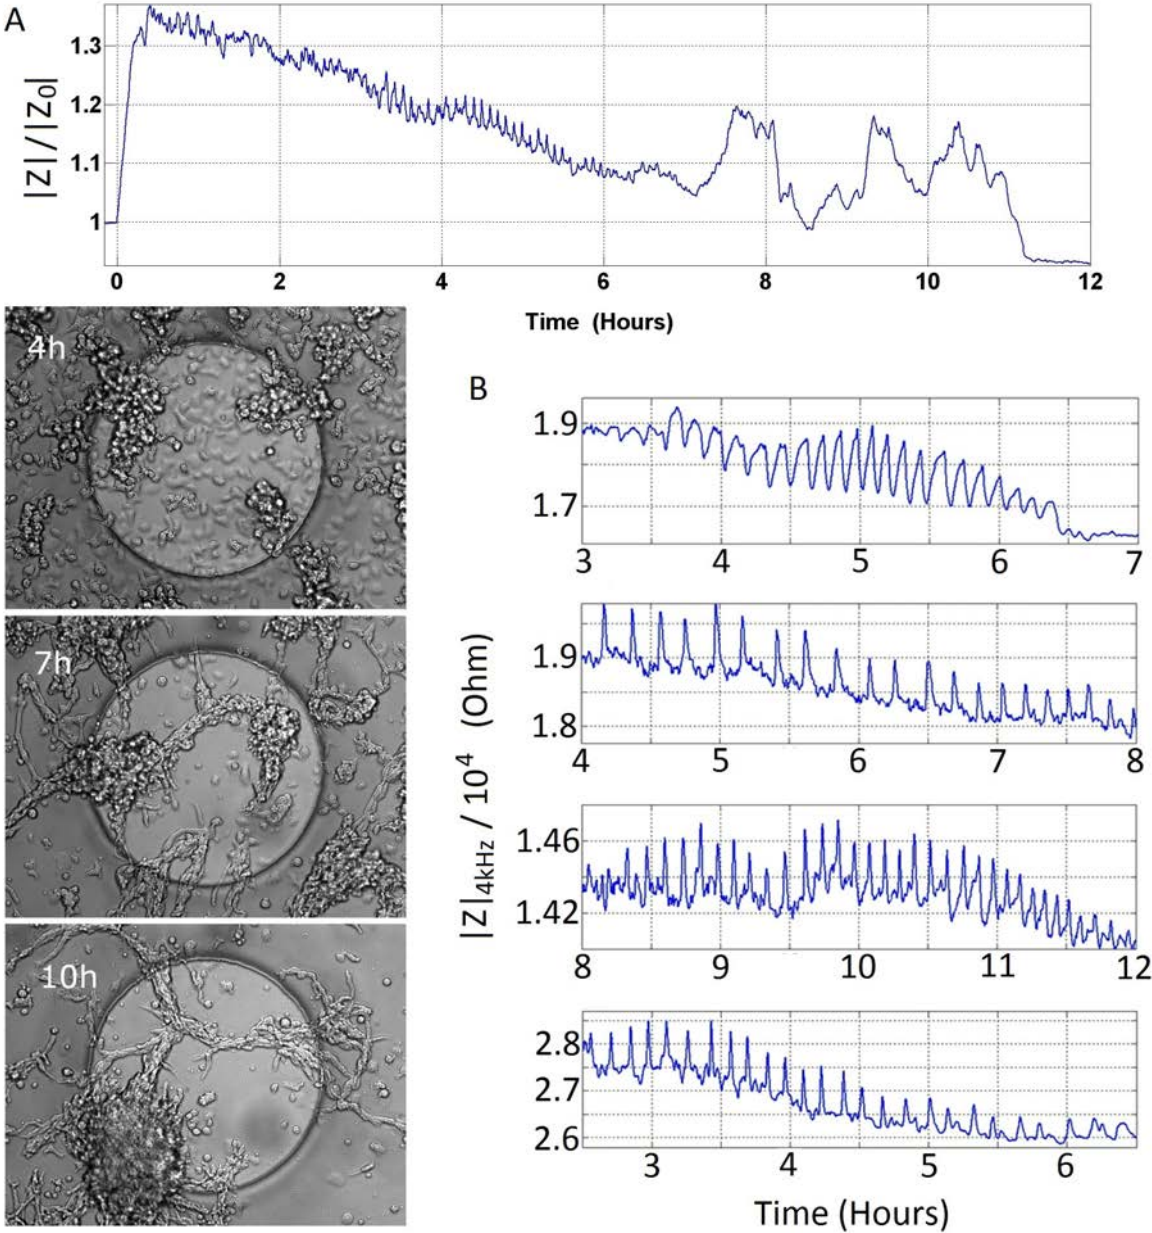 A
|Z| / |Z₀|
1.3
1.2
1.1
1
0 2 4 6 8 10 12
Time (Hours)
4h
7h
10h
B
|Z|4kHz / 10⁴ (Ohm)
1.9
1.7
3 4 5 6 7
1.9
1.8
4 5 6 7 8
1.46
1.42
8 9 10 11 12
2.8
2.7
2.6
3 4 5 6
Time (Hours)